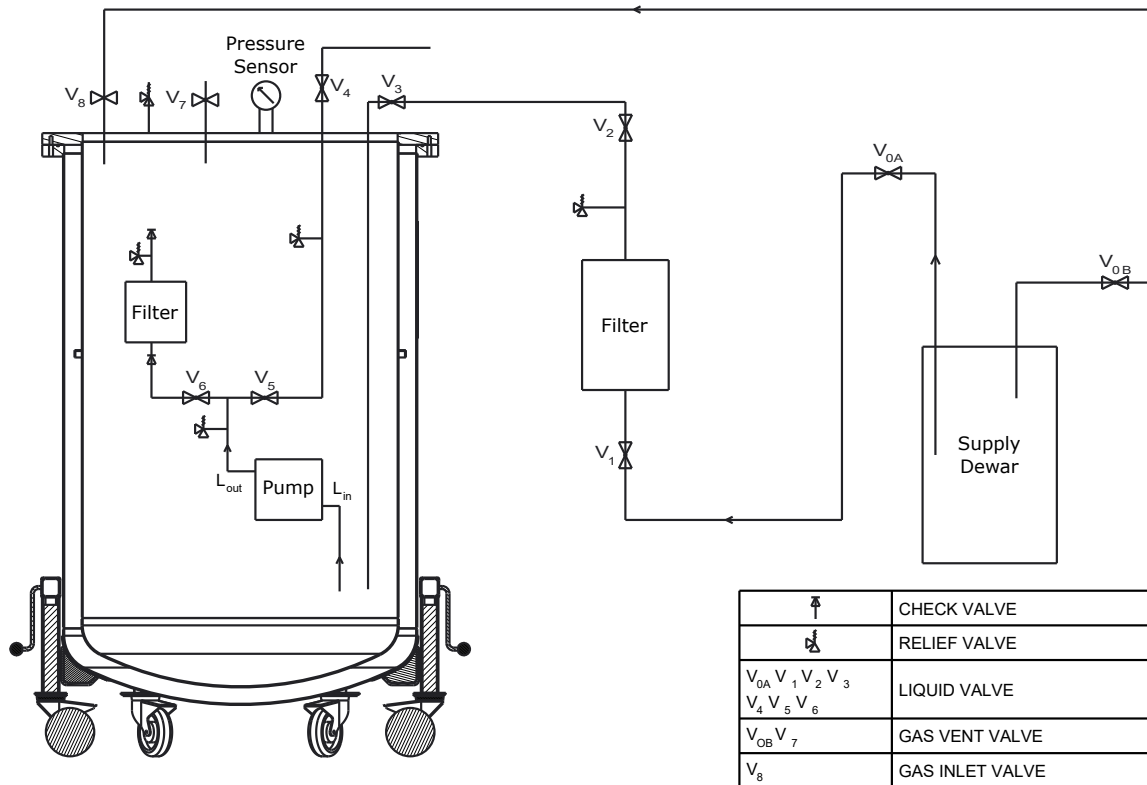 Pressure
Sensor
V8
V7
V4
V3
V2
V0A
V0B
Filter
Filter
V6
V5
V1
Supply
Dewar
Lout
Pump
Lin
CHECK VALVE
RELIEF VALVE
V0A V1 V2 V3
V4 V5 V6
LIQUID VALVE
VOB V7
GAS VENT VALVE
V8
GAS INLET VALVE